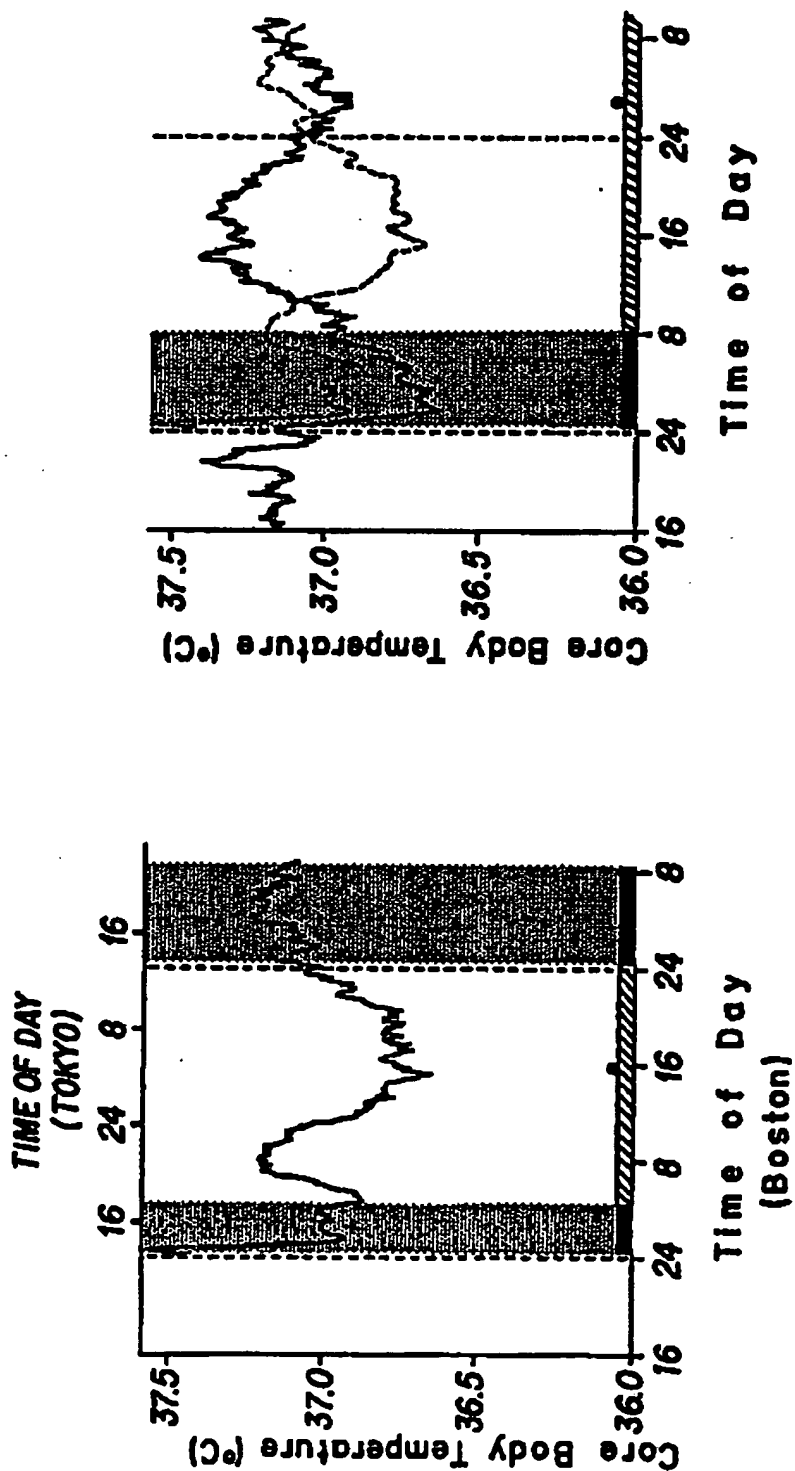 TIME OF DAY
(TOKYO)
16 24 8 16
Core Body Temperature (°C)
37.5
37.0
36.5
36.0
16 24 8 16 24 8
Time of Day
(Boston)
Core Body Temperature (°C)
37.5
37.0
36.5
36.0
16 24 8 16 24 8
Time of Day